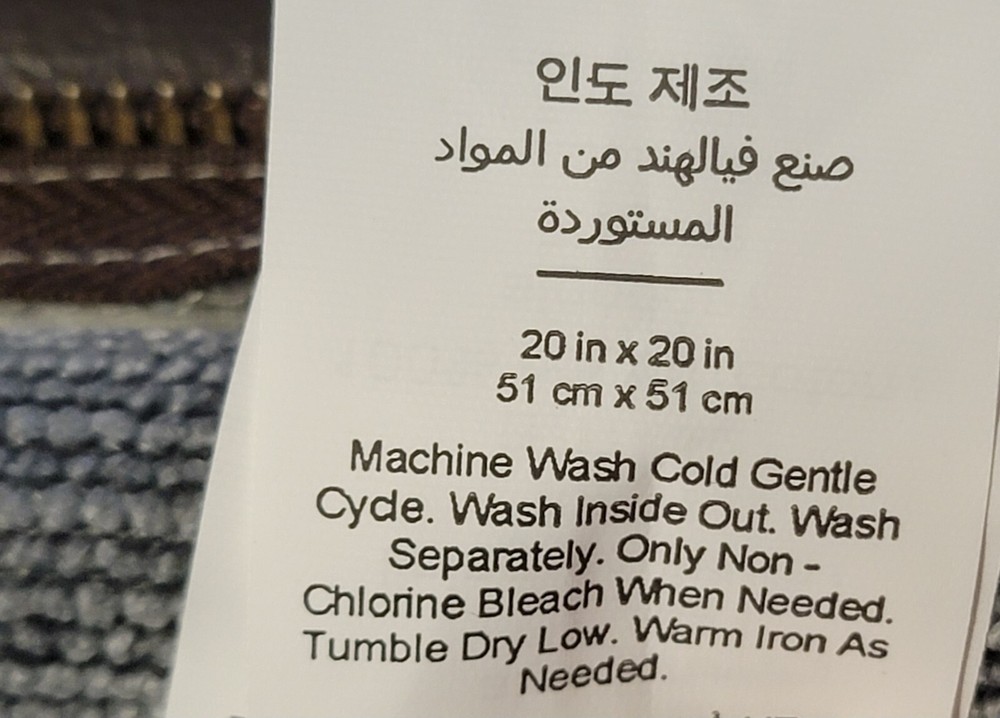 인도 제조
صنع فيالهند من المواد
المستوردة
20 in x 20 in
51 cm x 51 cm
Machine Wash Cold Gentle
Cycle. Wash Inside Out. Wash
Separately. Only Non -
Chlorine Bleach When Needed.
Tumble Dry Low. Warm Iron As
Needed.